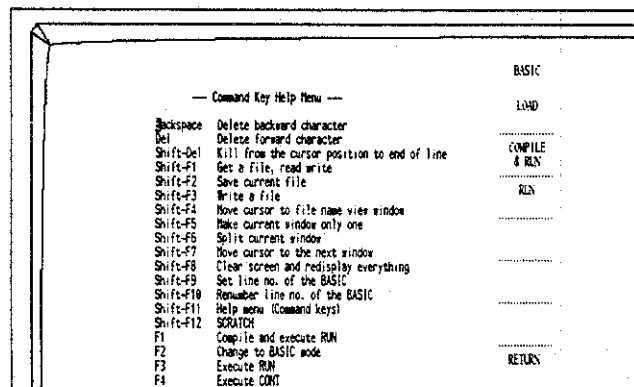 BASIC
— Command Key Help Menu —
LOAD
Backspace Delete backward character
Del Delete forward character
Shift-Del Kill from the cursor position to end of line
COMPILE & RUN
Shift-F1 Get a file, read write
Shift-F2 Save current file
Shift-F3 Write a file
RUN
Shift-F4 Move cursor to file name view window
Shift-F5 Make current window only one
Shift-F6 Split current window
Shift-F7 Move cursor to the next window
Shift-F8 Clear screen and redisplay everything
Shift-F9 Set line no. of the BASIC
Shift-F10 Renumber line no. of the BASIC
Shift-F11 Help menu (Command keys)
Shift-F12 SCRATCH
F1 Compile and execute RUN
F2 Change to BASIC mode
F3 Execute RUN
RETURN
F4 Execute CONT